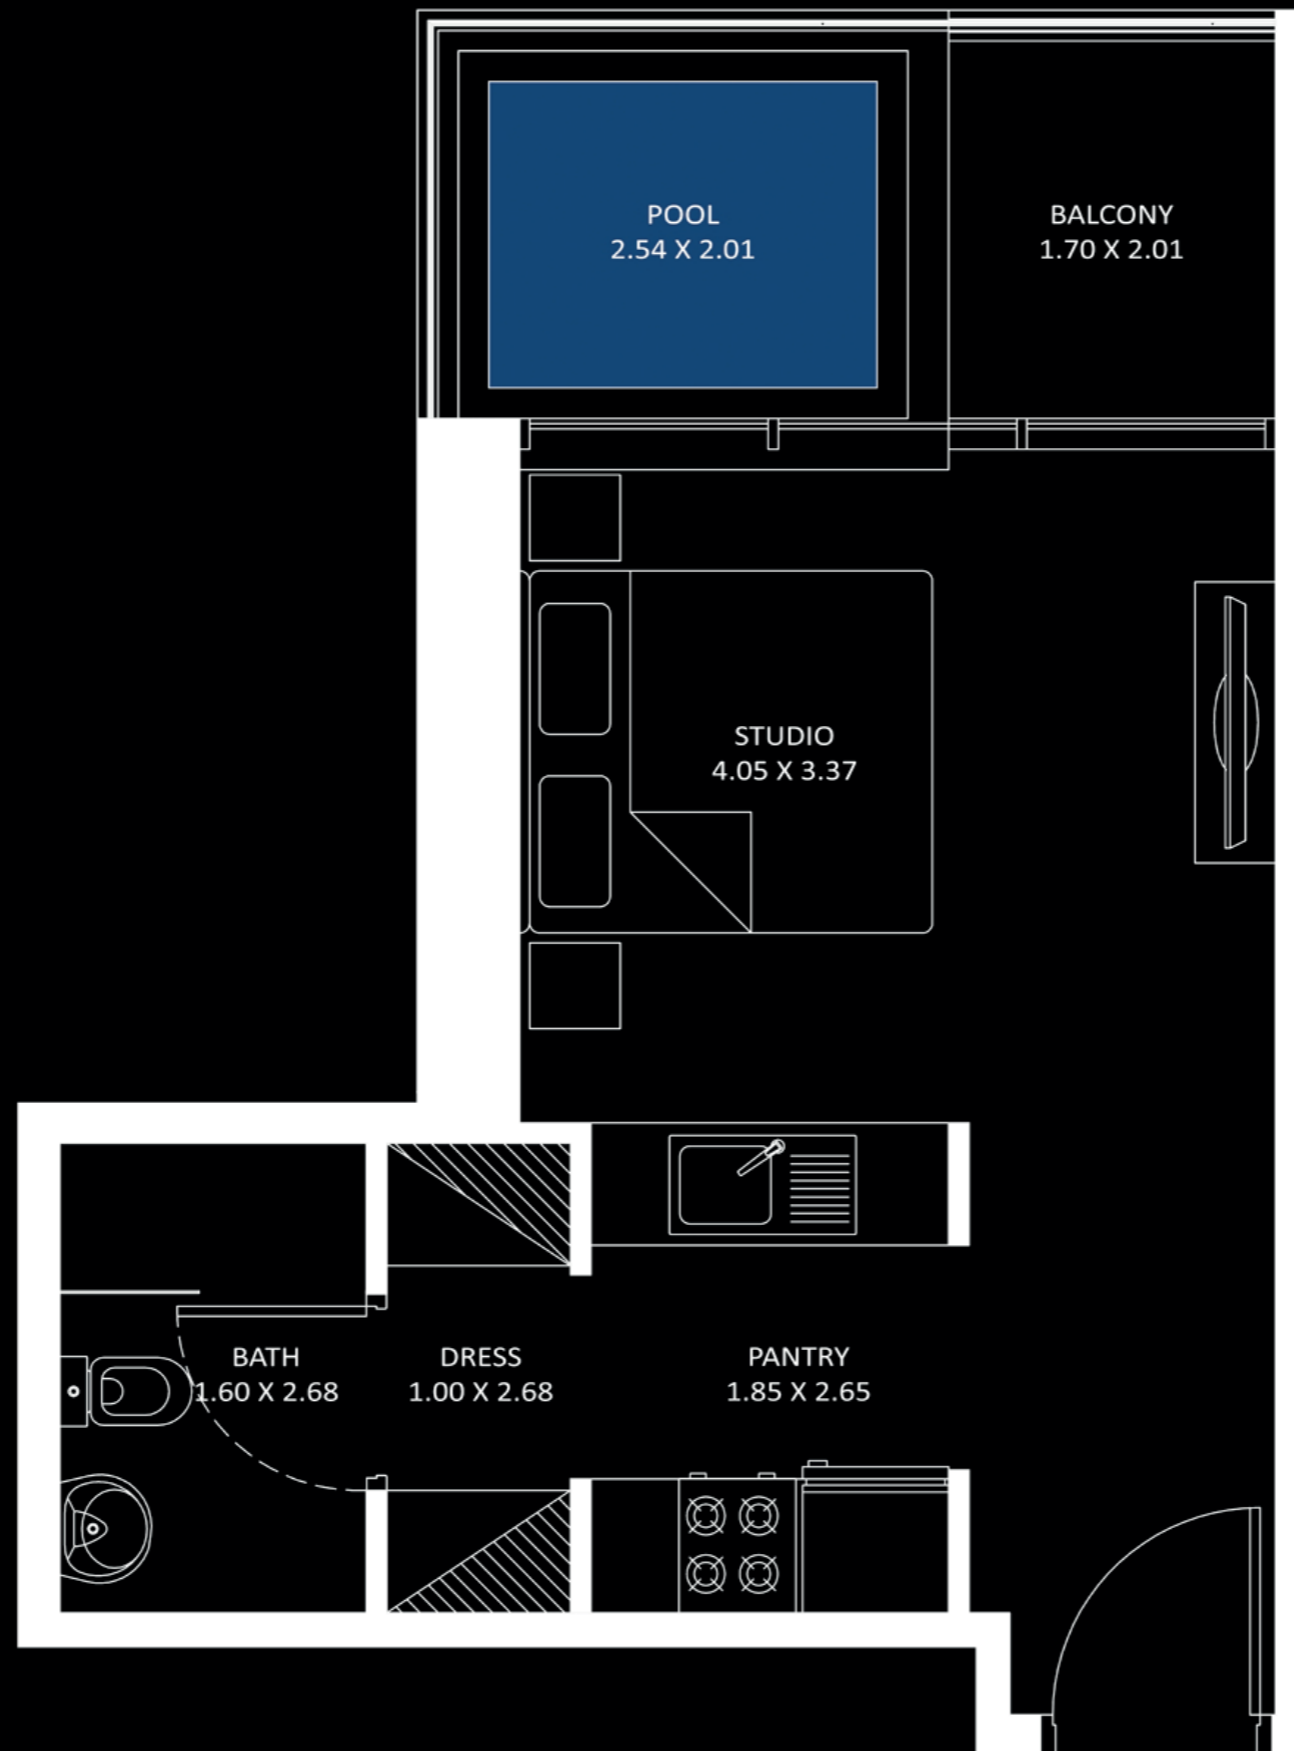 POOL
2.54 X 2.01
BALCONY
1.70 X 2.01
STUDIO
4.05 X 3.37
BATH
1.60 X 2.68
DRESS
1.00 X 2.68
PANTRY
1.85 X 2.65